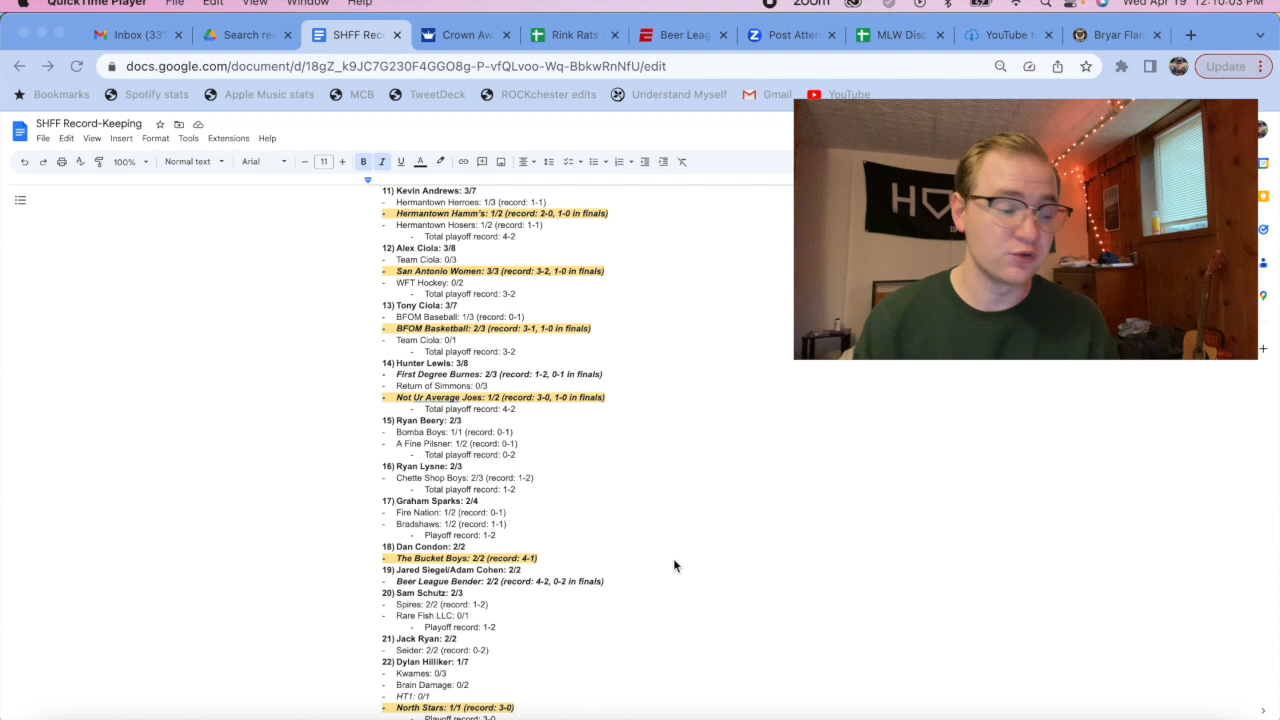 QuickTime Player File Edit View Window Help zoom Wed Apr 19 12:10:03 PM
Inbox (331 Search res SHFF Reco Crown Aw Rink Rats Beer Leag Post Atten MLW Disc YouTube to Bryar Flan
docs.google.com/document/d/18gZ_k9JC7G230F4GGO8g-P-vfQLvoo-Wq-BbkwRnNfU/edit Update
Bookmarks Spotify stats Apple Music stats MCB TweetDeck ROCKchester edits Understand Myself Gmail YouTube
SHFF Record-Keeping
File Edit View Insert Format Tools Extensions Help
100% Normal text Arial 11 B I U A
11) Kevin Andrews: 3/7
- Hermantown Herroes: 1/3 (record: 1-1)
- Hermantown Hamm's: 1/2 (record: 2-0, 1-0 in finals)
- Hermantown Hosers: 1/2 (record: 1-1)
- Total playoff record: 4-2
12) Alex Ciola: 3/8
- Team Ciola: 0/3
- San Antonio Women: 3/3 (record: 3-2, 1-0 in finals)
- WFT Hockey: 0/2
- Total playoff record: 3-2
13) Tony Ciola: 3/7
- BFOM Baseball: 1/3 (record: 0-1)
- BFOM Basketball: 2/3 (record: 3-1, 1-0 in finals)
- Team Ciola: 0/1
- Total playoff record: 3-2
14) Hunter Lewis: 3/8
- First Degree Burnes: 2/3 (record: 1-2, 0-1 in finals)
- Return of Simmons: 0/3
- Not Ur Average Joes: 1/2 (record: 3-0, 1-0 in finals)
- Total playoff record: 4-2
15) Ryan Beery: 2/3
- Bomba Boys: 1/1 (record: 0-1)
- A Fine Pilsner: 1/2 (record: 0-1)
- Total playoff record: 0-2
16) Ryan Lysne: 2/3
- Chette Shop Boys: 2/3 (record: 1-2)
- Total playoff record: 1-2
17) Graham Sparks: 2/4
- Fire Nation: 1/2 (record: 0-1)
- Bradshaws: 1/2 (record: 1-1)
- Playoff record: 1-2
18) Dan Condon: 2/2
- The Bucket Boys: 2/2 (record: 4-1)
19) Jared Siegel/Adam Cohen: 2/2
- Beer League Bender: 2/2 (record: 4-2, 0-2 in finals)
20) Sam Schutz: 2/3
- Spires: 2/2 (record: 1-2)
- Rare Fish LLC: 0/1
- Playoff record: 1-2
21) Jack Ryan: 2/2
- Seider: 2/2 (record: 0-2)
22) Dylan Hilliker: 1/7
- Kwames: 0/3
- Brain Damage: 0/2
- HT1: 0/1
- North Stars: 1/1 (record: 3-0)
- Playoff record: 3-0